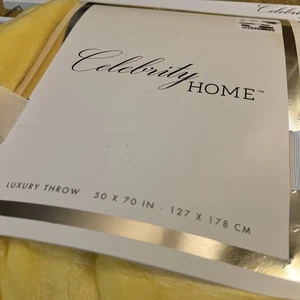 Celebrity
HOME™
LUXURY THROW 50 X 70 IN · 127 X 178 CM